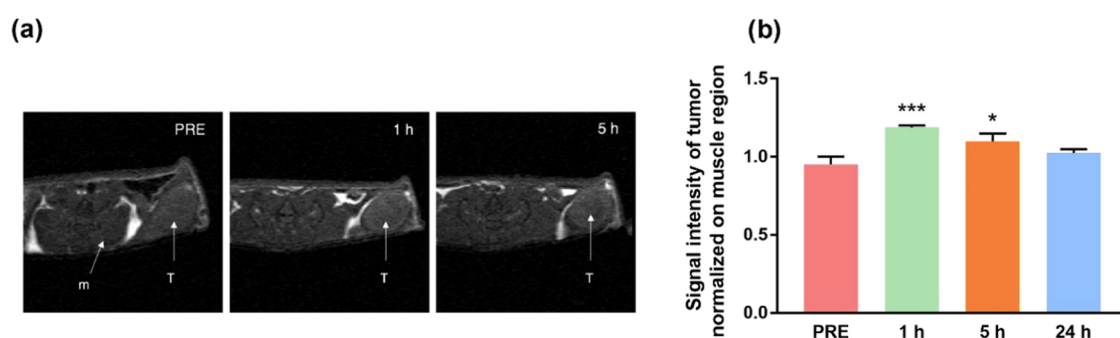 (a)
PRE
m
T
1 h
T
5 h
T
(b)
Signal intensity of tumor
normalized on muscle region
1.5
1.0
0.5
0.0
***
*
PRE 1 h 5 h 24 h